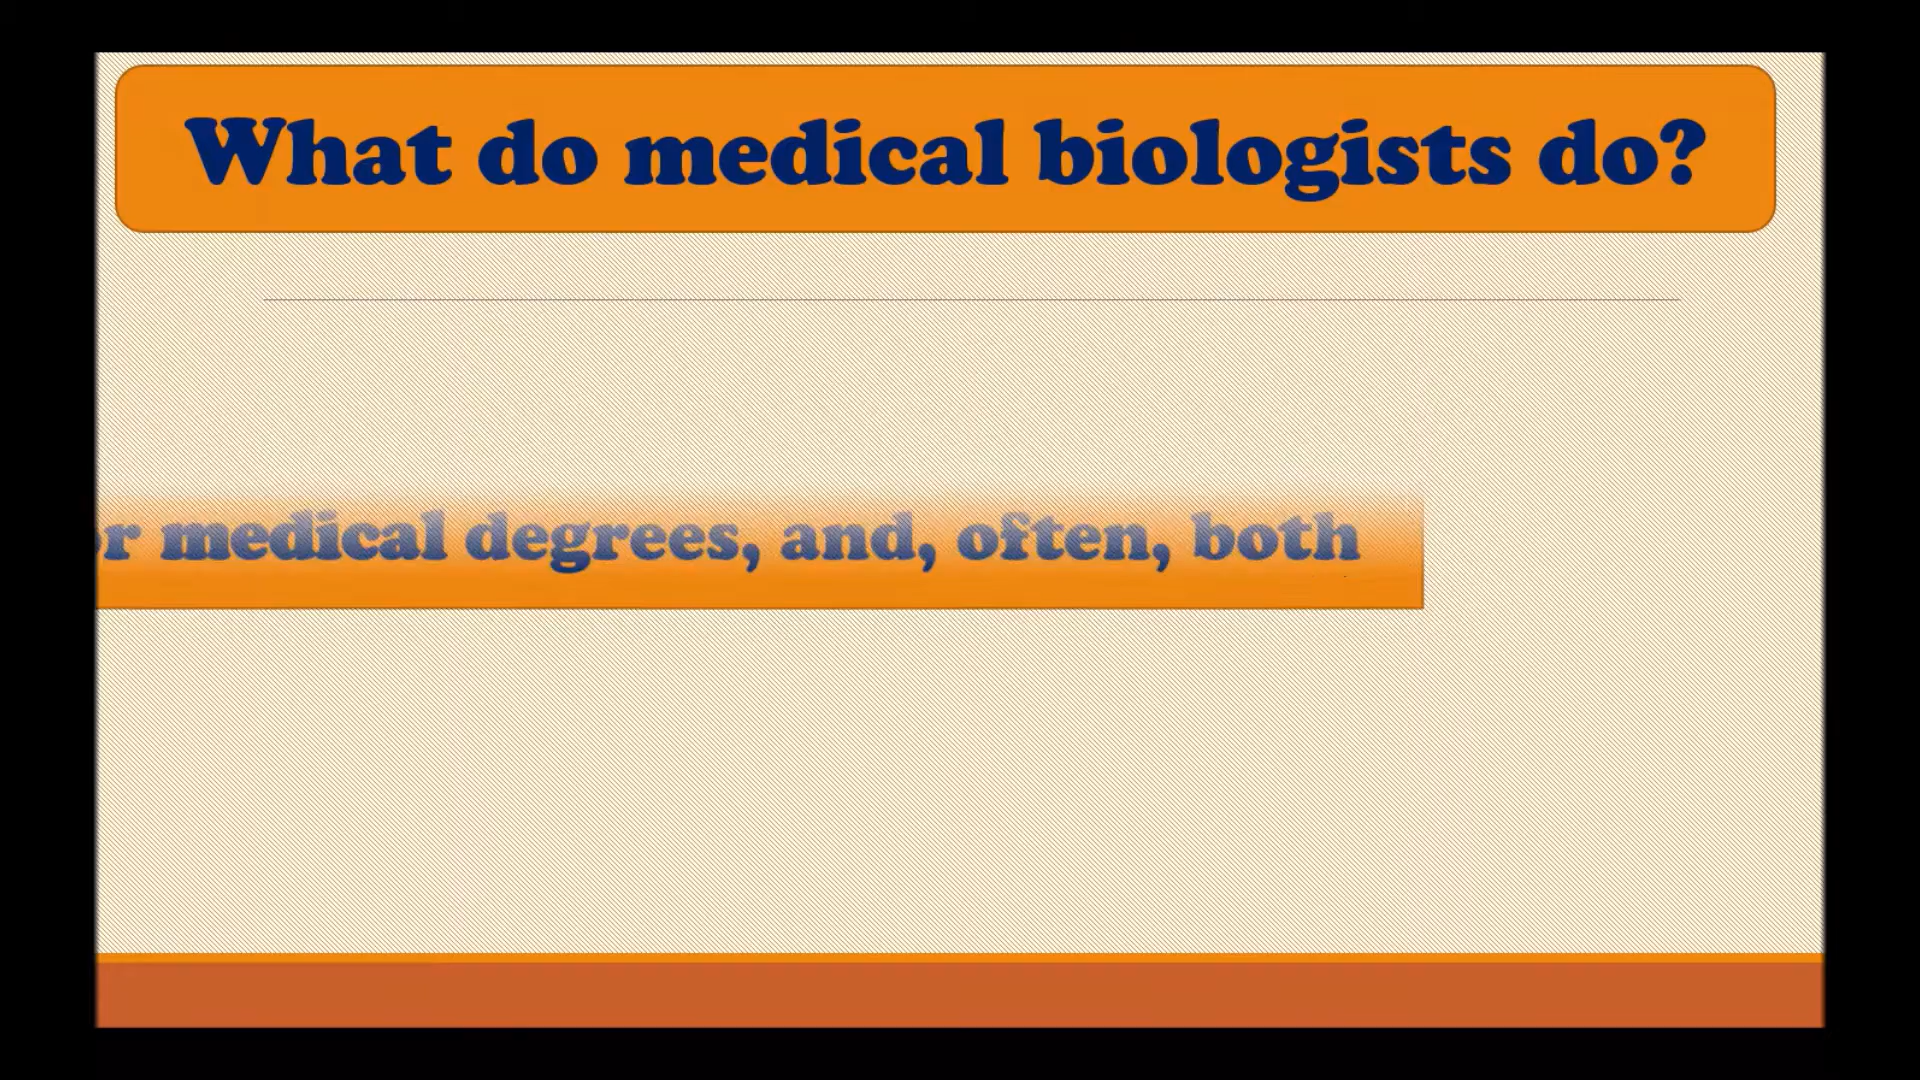 What do medical biologists do?
medical degrees, and, often, both